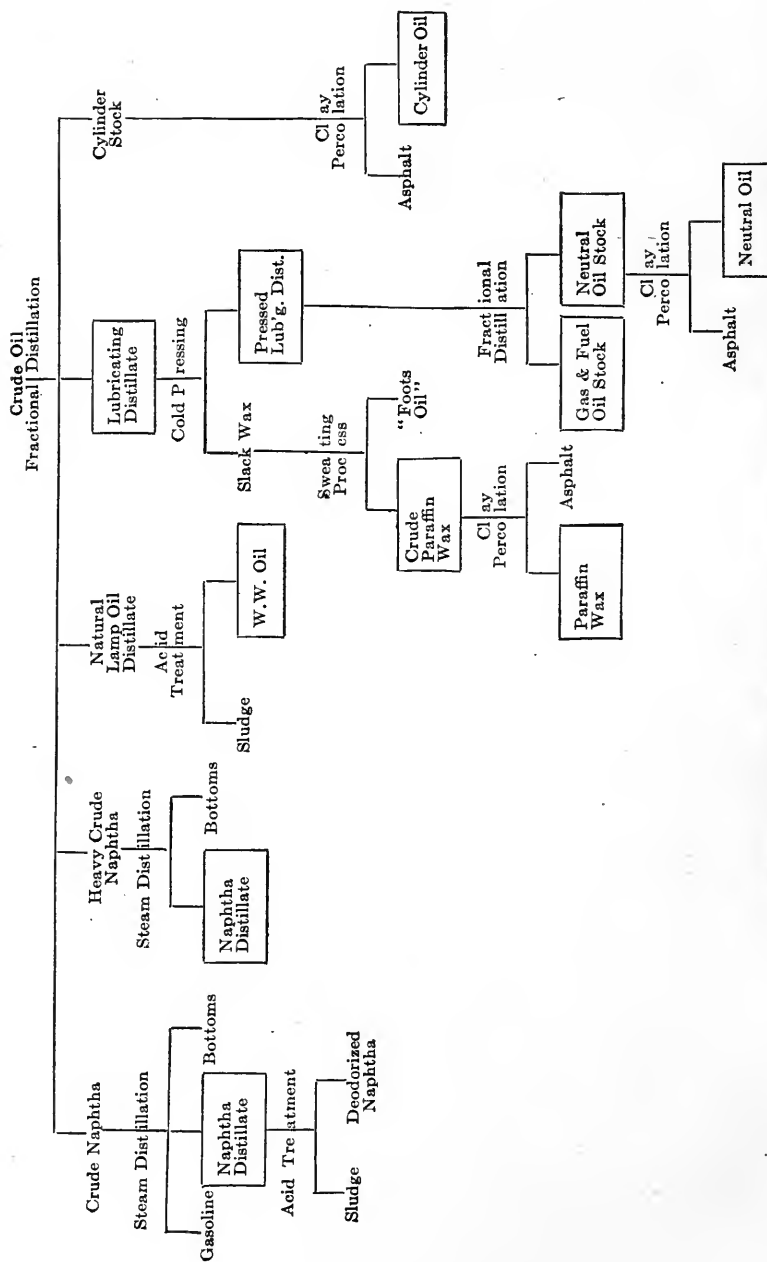 Crude Oil
Fractional Distillation
Crude Naphtha
Steam Distillation
Gasoline
Naphtha
Distillate
Bottoms
Acid Treatment
Sludge
Deodorized
Naphtha
Heavy Crude
Naphtha
Steam Distillation
Naphtha
Distillate
Bottoms
Natural
Lamp Oil
Distillate
Acid
Treatment
Sludge
W.W. Oil
Lubricating
Distillate
Cold Pressing
Slack Wax
Pressed
Lub'g. Dist.
Sweating
Process
Crude
Paraffin
Wax
"Foots
Oil"
Clay
Percolation
Paraffin
Wax
Asphalt
Fractional
Distillation
Gas & Fuel
Oil Stock
Neutral
Oil Stock
Clay
Percolation
Asphalt
Neutral Oil
Cylinder
Stock
Clay
Percolation
Asphalt
Cylinder Oil